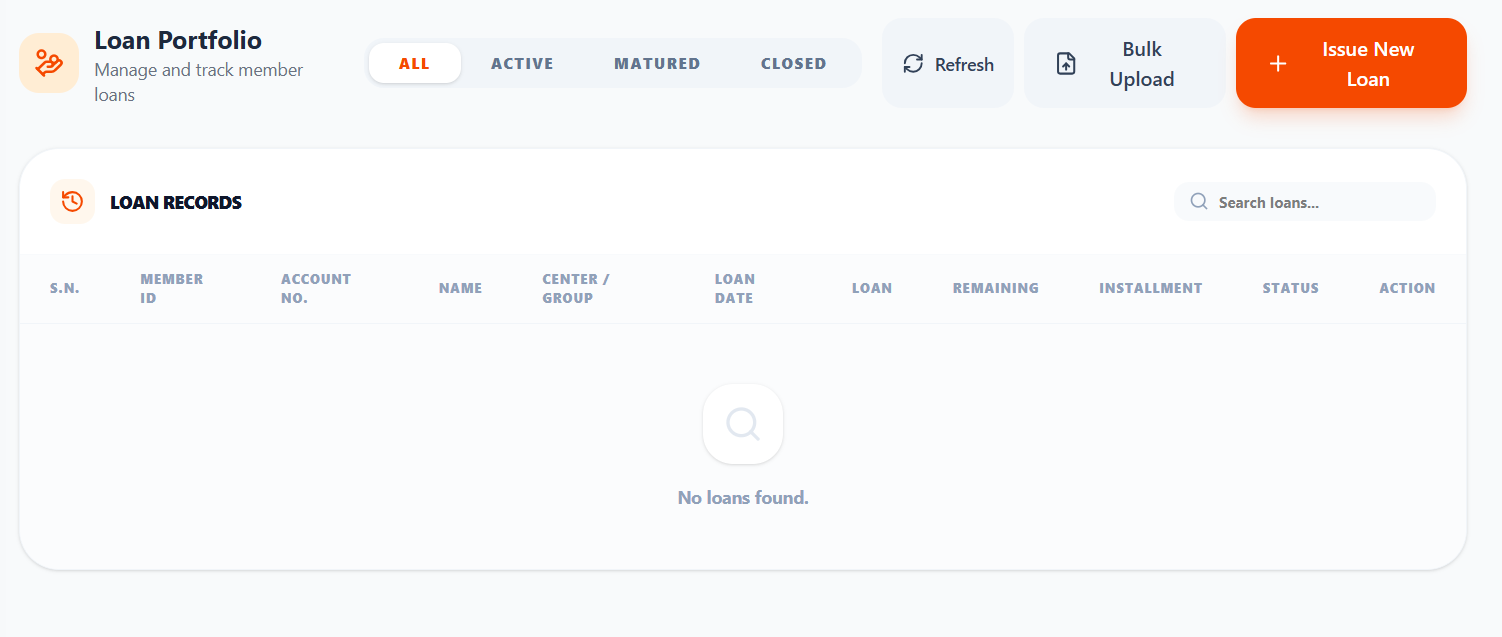 Loan Portfolio
Manage and track member
loans
ALL
ACTIVE
MATURED
CLOSED
Refresh
Bulk
Upload
Issue New
Loan
LOAN RECORDS
Search loans...
S.N.
MEMBER
ID
ACCOUNT
NO.
NAME
CENTER /
GROUP
LOAN
DATE
LOAN
REMAINING
INSTALLMENT
STATUS
ACTION
No loans found.